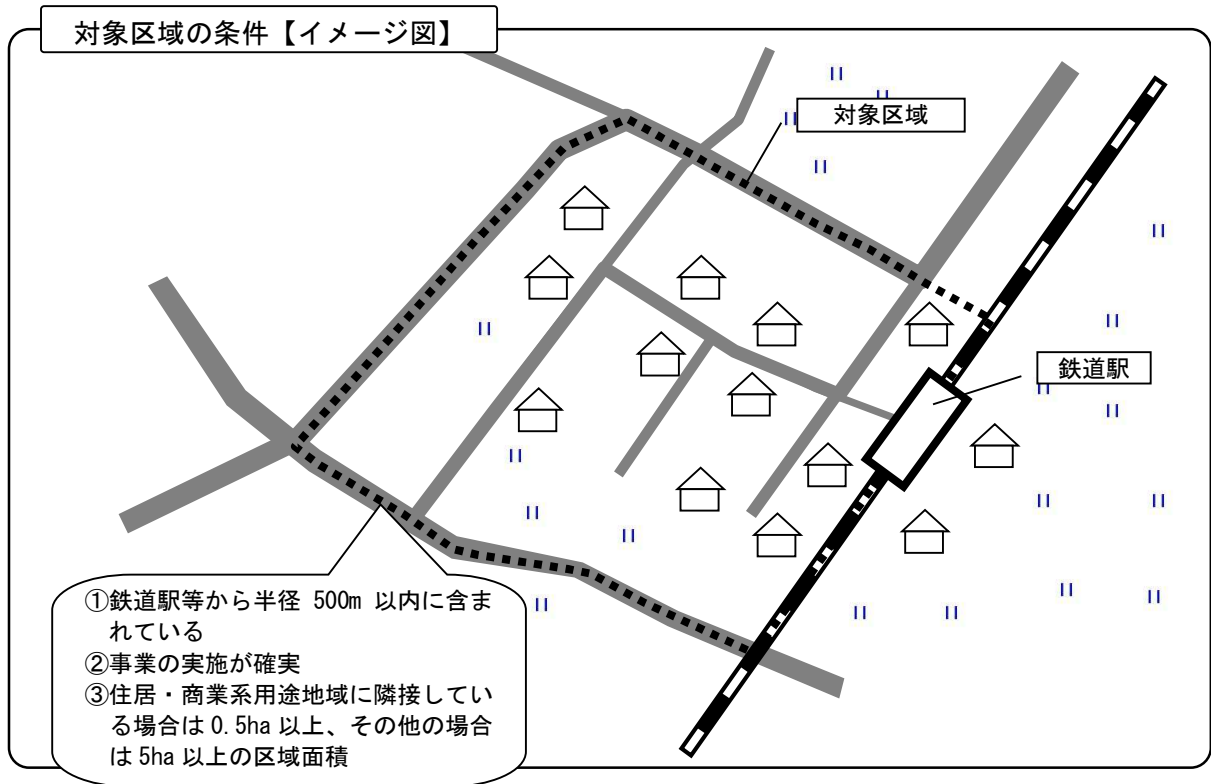 対象区域の条件【イメージ図】
対象区域
鉄道駅
①鉄道駅等から半径 500m 以内に含ま
れている
②事業の実施が確実
③住居・商業系用途地域に隣接してい
る場合は 0.5ha 以上、その他の場合
は 5ha 以上の区域面積